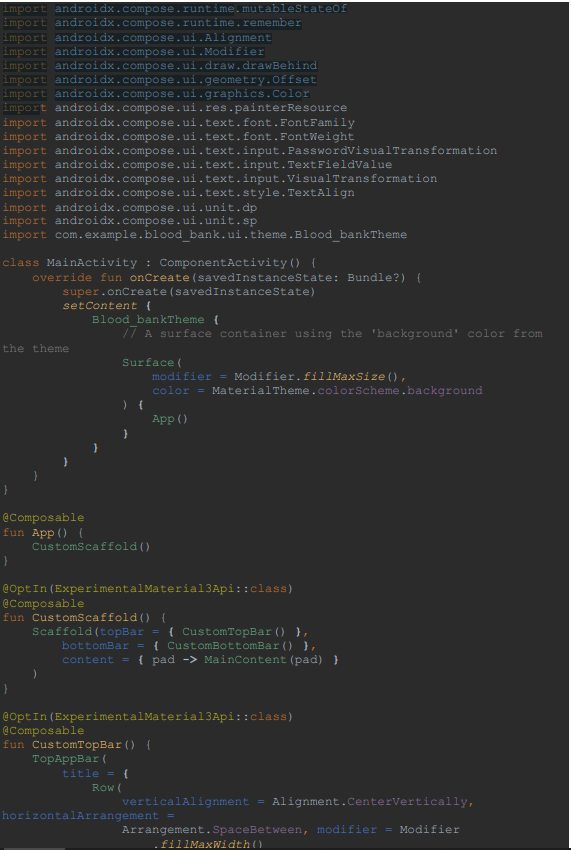 import androidx.compose.runtime.mutableStateOf
import androidx.compose.runtime.remember
import androidx.compose.ui.Alignment
import androidx.compose.ui.Modifier
import androidx.compose.ui.draw.drawBehind
import androidx.compose.ui.geometry.Offset
import androidx.compose.ui.graphics.Color
import androidx.compose.ui.res.painterResource
import androidx.compose.ui.text.font.FontFamily
import androidx.compose.ui.text.font.FontWeight
import androidx.compose.ui.text.input.PasswordVisualTransformation
import androidx.compose.ui.text.input.TextFieldValue
import androidx.compose.ui.text.input.VisualTransformation
import androidx.compose.ui.text.style.TextAlign
import androidx.compose.ui.unit.dp
import androidx.compose.ui.unit.sp
import com.example.blood_bank.ui.theme.Blood_bankTheme

class MainActivity : ComponentActivity() {
    override fun onCreate(savedInstanceState: Bundle?) {
        super.onCreate(savedInstanceState)
        setContent {
            Blood_bankTheme {
                // A surface container using the 'background' color from
the theme
                Surface(
                    modifier = Modifier.fillMaxSize(),
                    color = MaterialTheme.colorScheme.background
                ) {
                    App()
                }
            }
        }
    }
}

@Composable
fun App() {
    CustomScaffold()
}

@OptIn(ExperimentalMaterial3Api::class)
@Composable
fun CustomScaffold() {
    Scaffold(topBar = { CustomTopBar() },
        bottomBar = { CustomBottomBar() },
        content = { pad -> MainContent(pad) }
    )
}

@OptIn(ExperimentalMaterial3Api::class)
@Composable
fun CustomTopBar() {
    TopAppBar(
        title = {
            Row(
                verticalAlignment = Alignment.CenterVertically,
horizontalArrangement =
                Arrangement.SpaceBetween, modifier = Modifier
                    .fillMaxWidth()